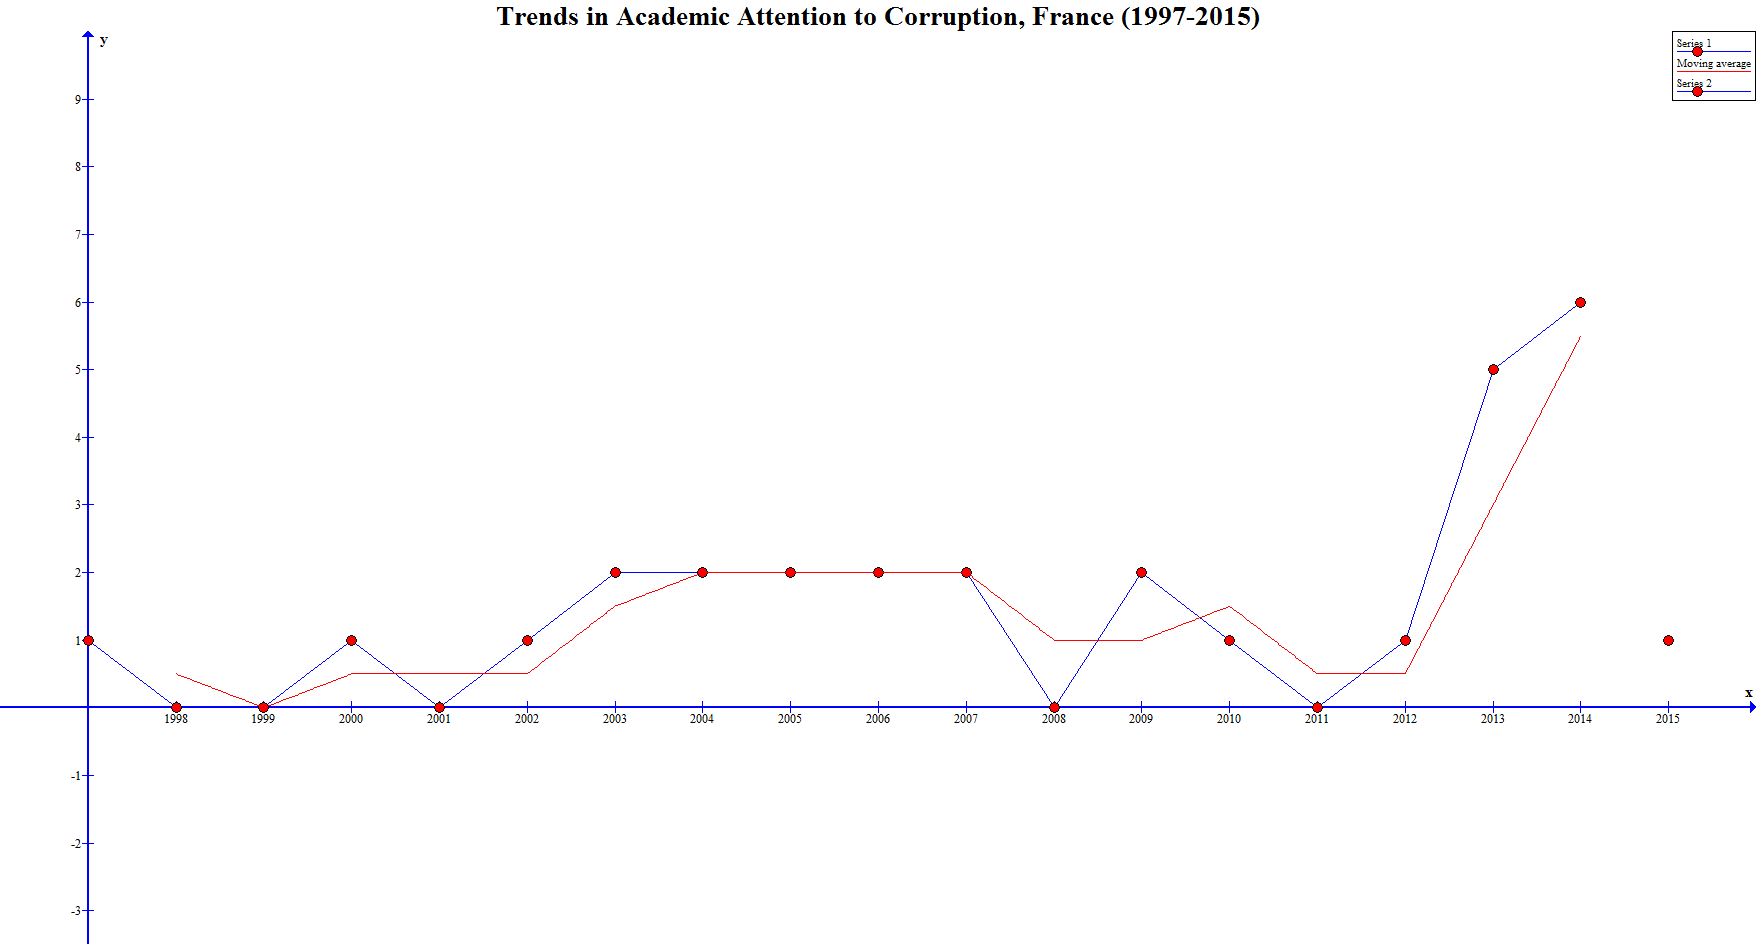 Trends in Academic Attention to Corruption, France (1997-2015)
y
Series 1
Moving average
Series 2
9
8
7
6
5
4
3
2
1
x
1998 1999 2000 2001 2002 2003 2004 2005 2006 2007 2008 2009 2010 2011 2012 2013 2014 2015
-1
-2
-3